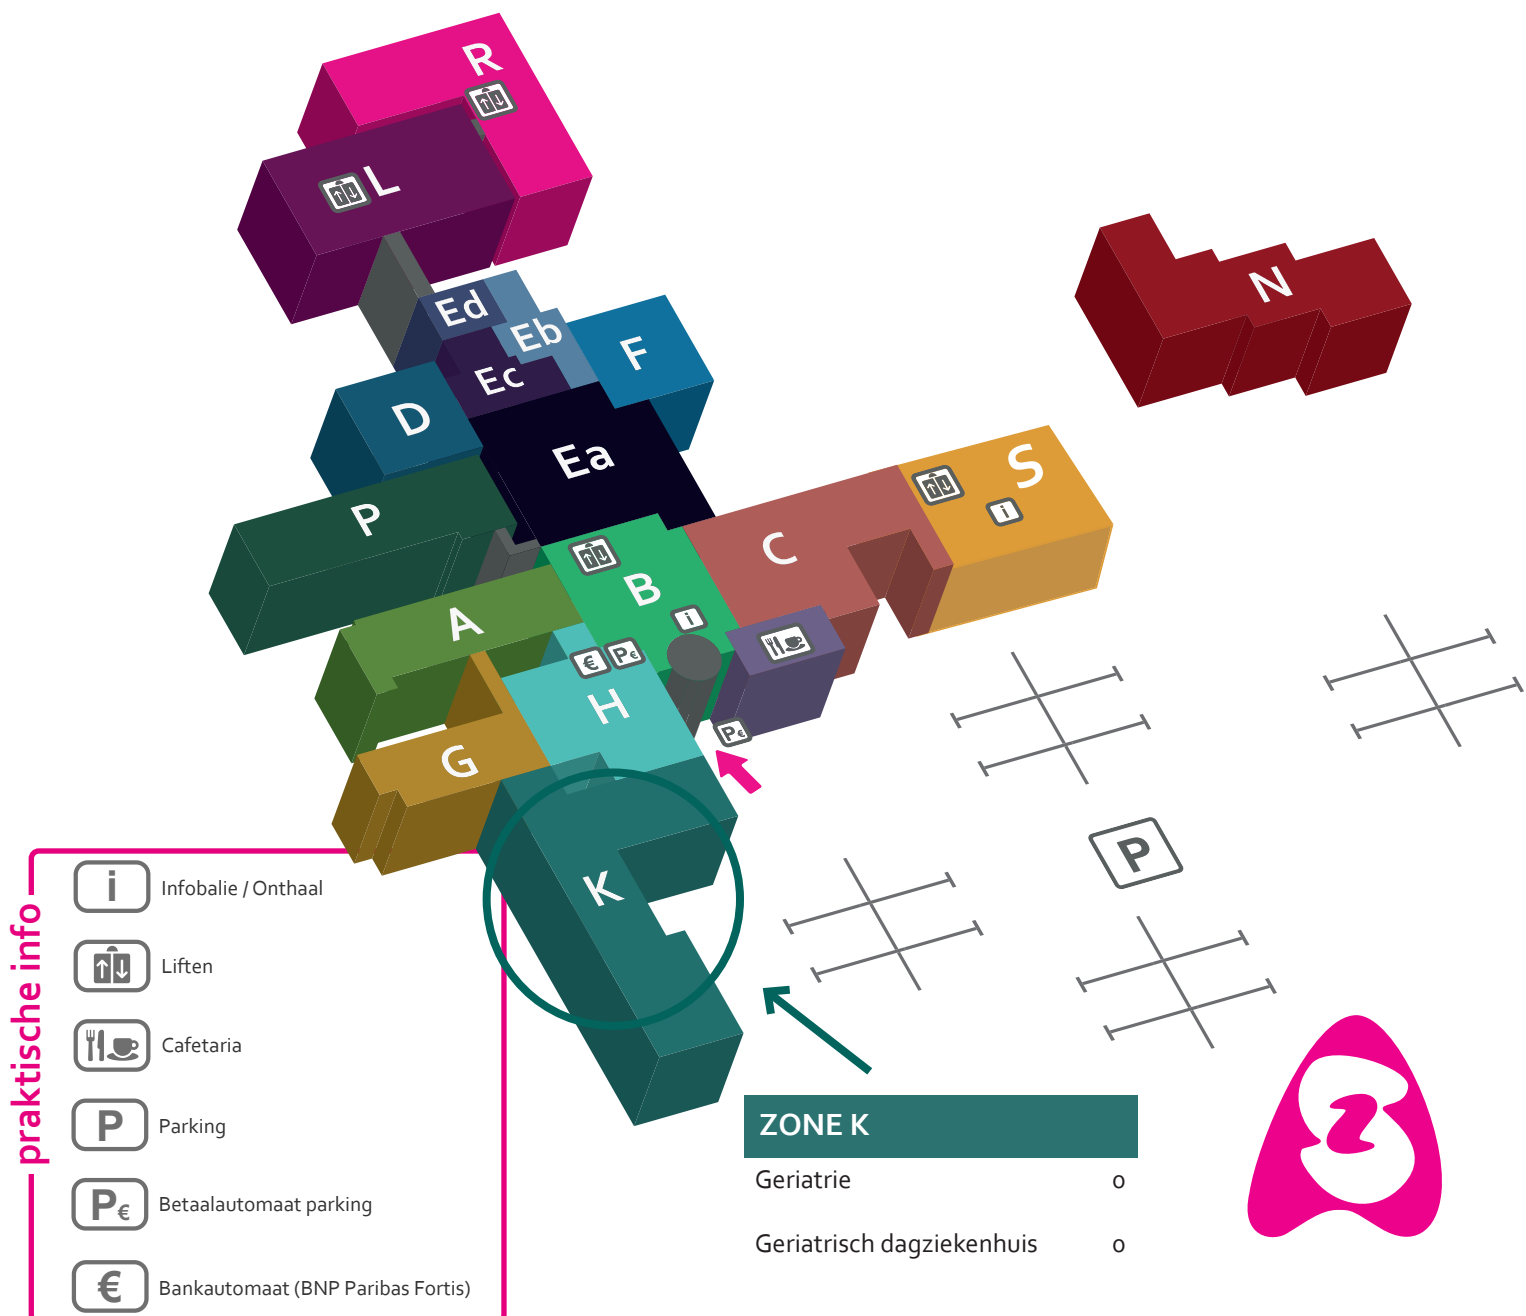 R
L
N
Ed
Eb
F
Ec
D
Ea
S
P
i
C
B
A
i
€ P€
H
P€
G
P
K
praktische info
i Infobalie / Onthaal
Liften
Cafetaria
P Parking
P€ Betaalautomaat parking
€ Bankautomaat (BNP Paribas Fortis)
ZONE K
Geriatrie 0
Geriatrisch dagziekenhuis 0